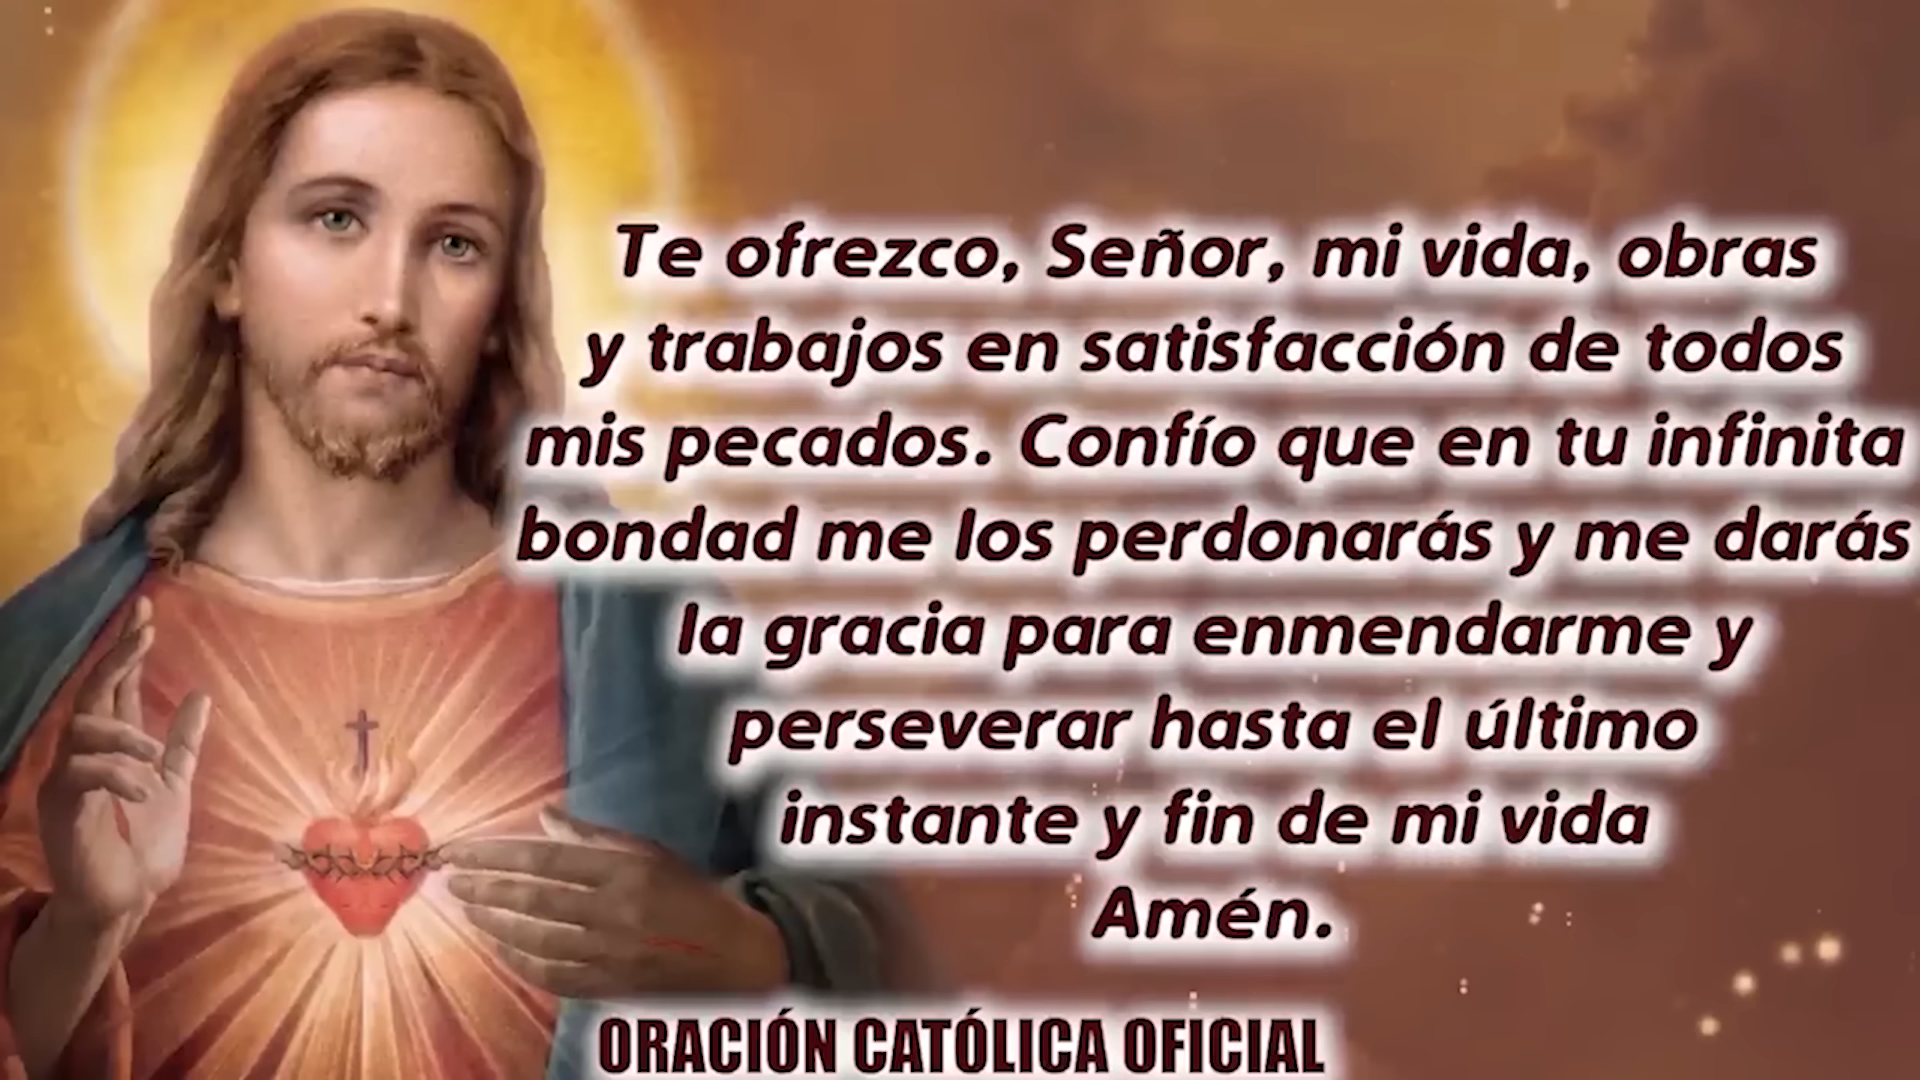 Te ofrezco, Señor, mi vida, obras
y trabajos en satisfacción de todos
mis pecados. Confío que en tu infinita
bondad me los perdonarás y me darás
la gracia para enmendarme y
perseverar hasta el último
instante y fin de mi vida
Amén.
ORACIÓN CATÓLICA OFICIAL